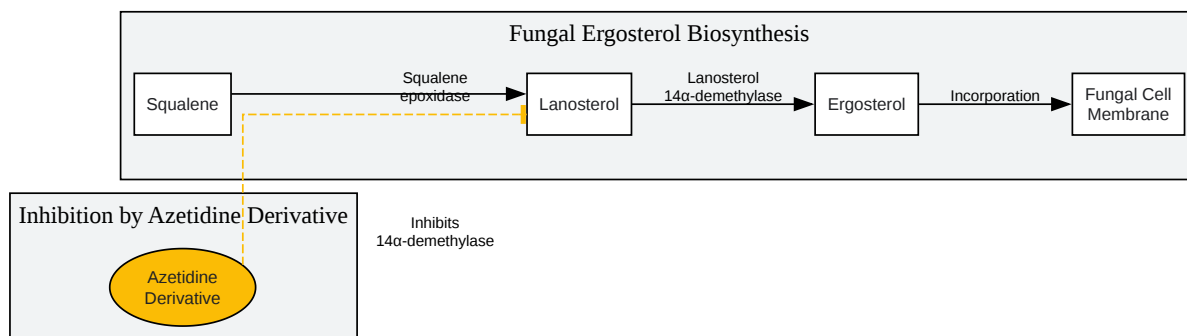 Fungal Ergosterol Biosynthesis
Squalene
Squalene
epoxidase
Lanosterol
Lanosterol
14α-demethylase
Ergosterol
Incorporation
Fungal Cell
Membrane
Inhibition by Azetidine Derivative
Inhibits
14α-demethylase
Azetidine
Derivative